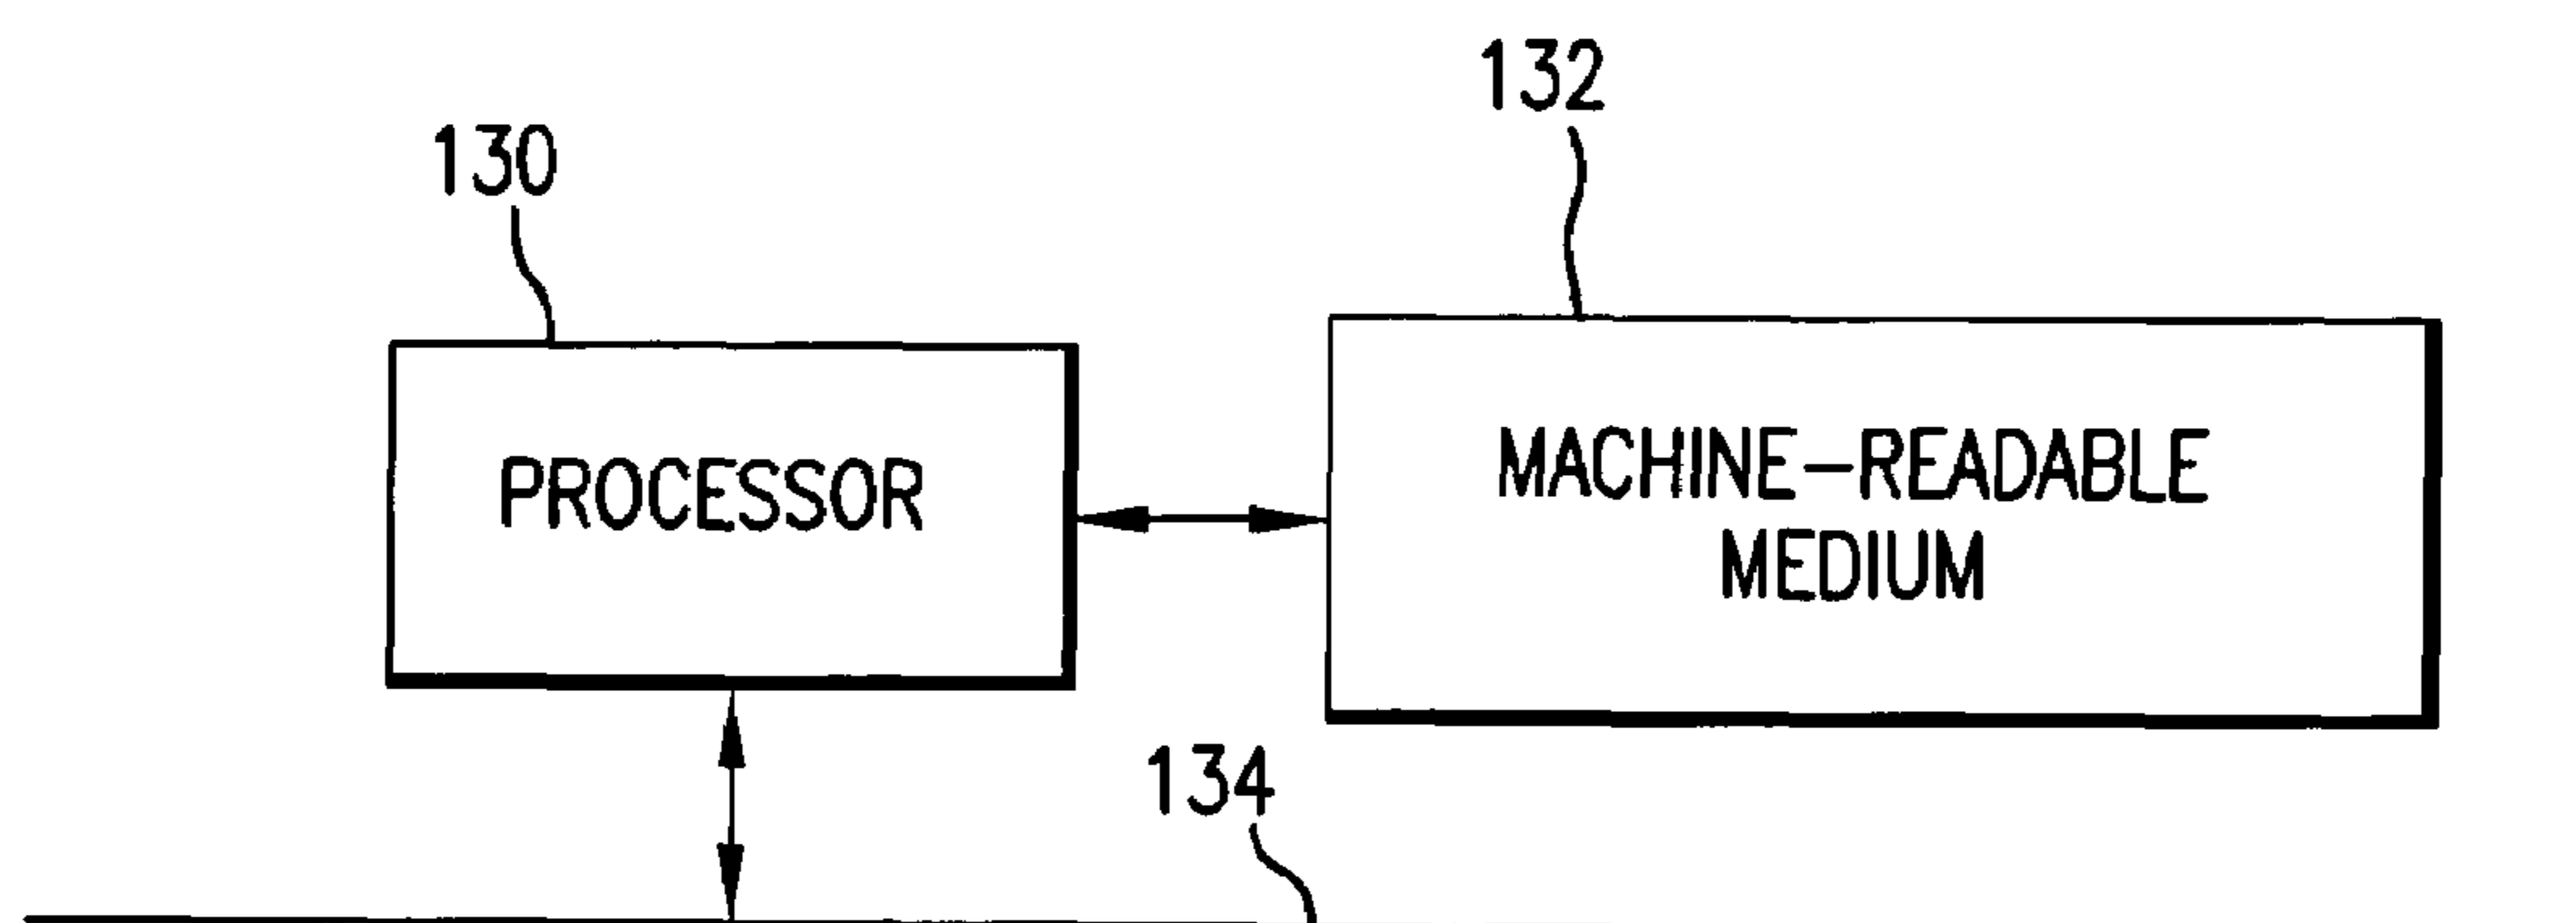 132
130
PROCESSOR
MACHINE-READABLE
MEDIUM
134